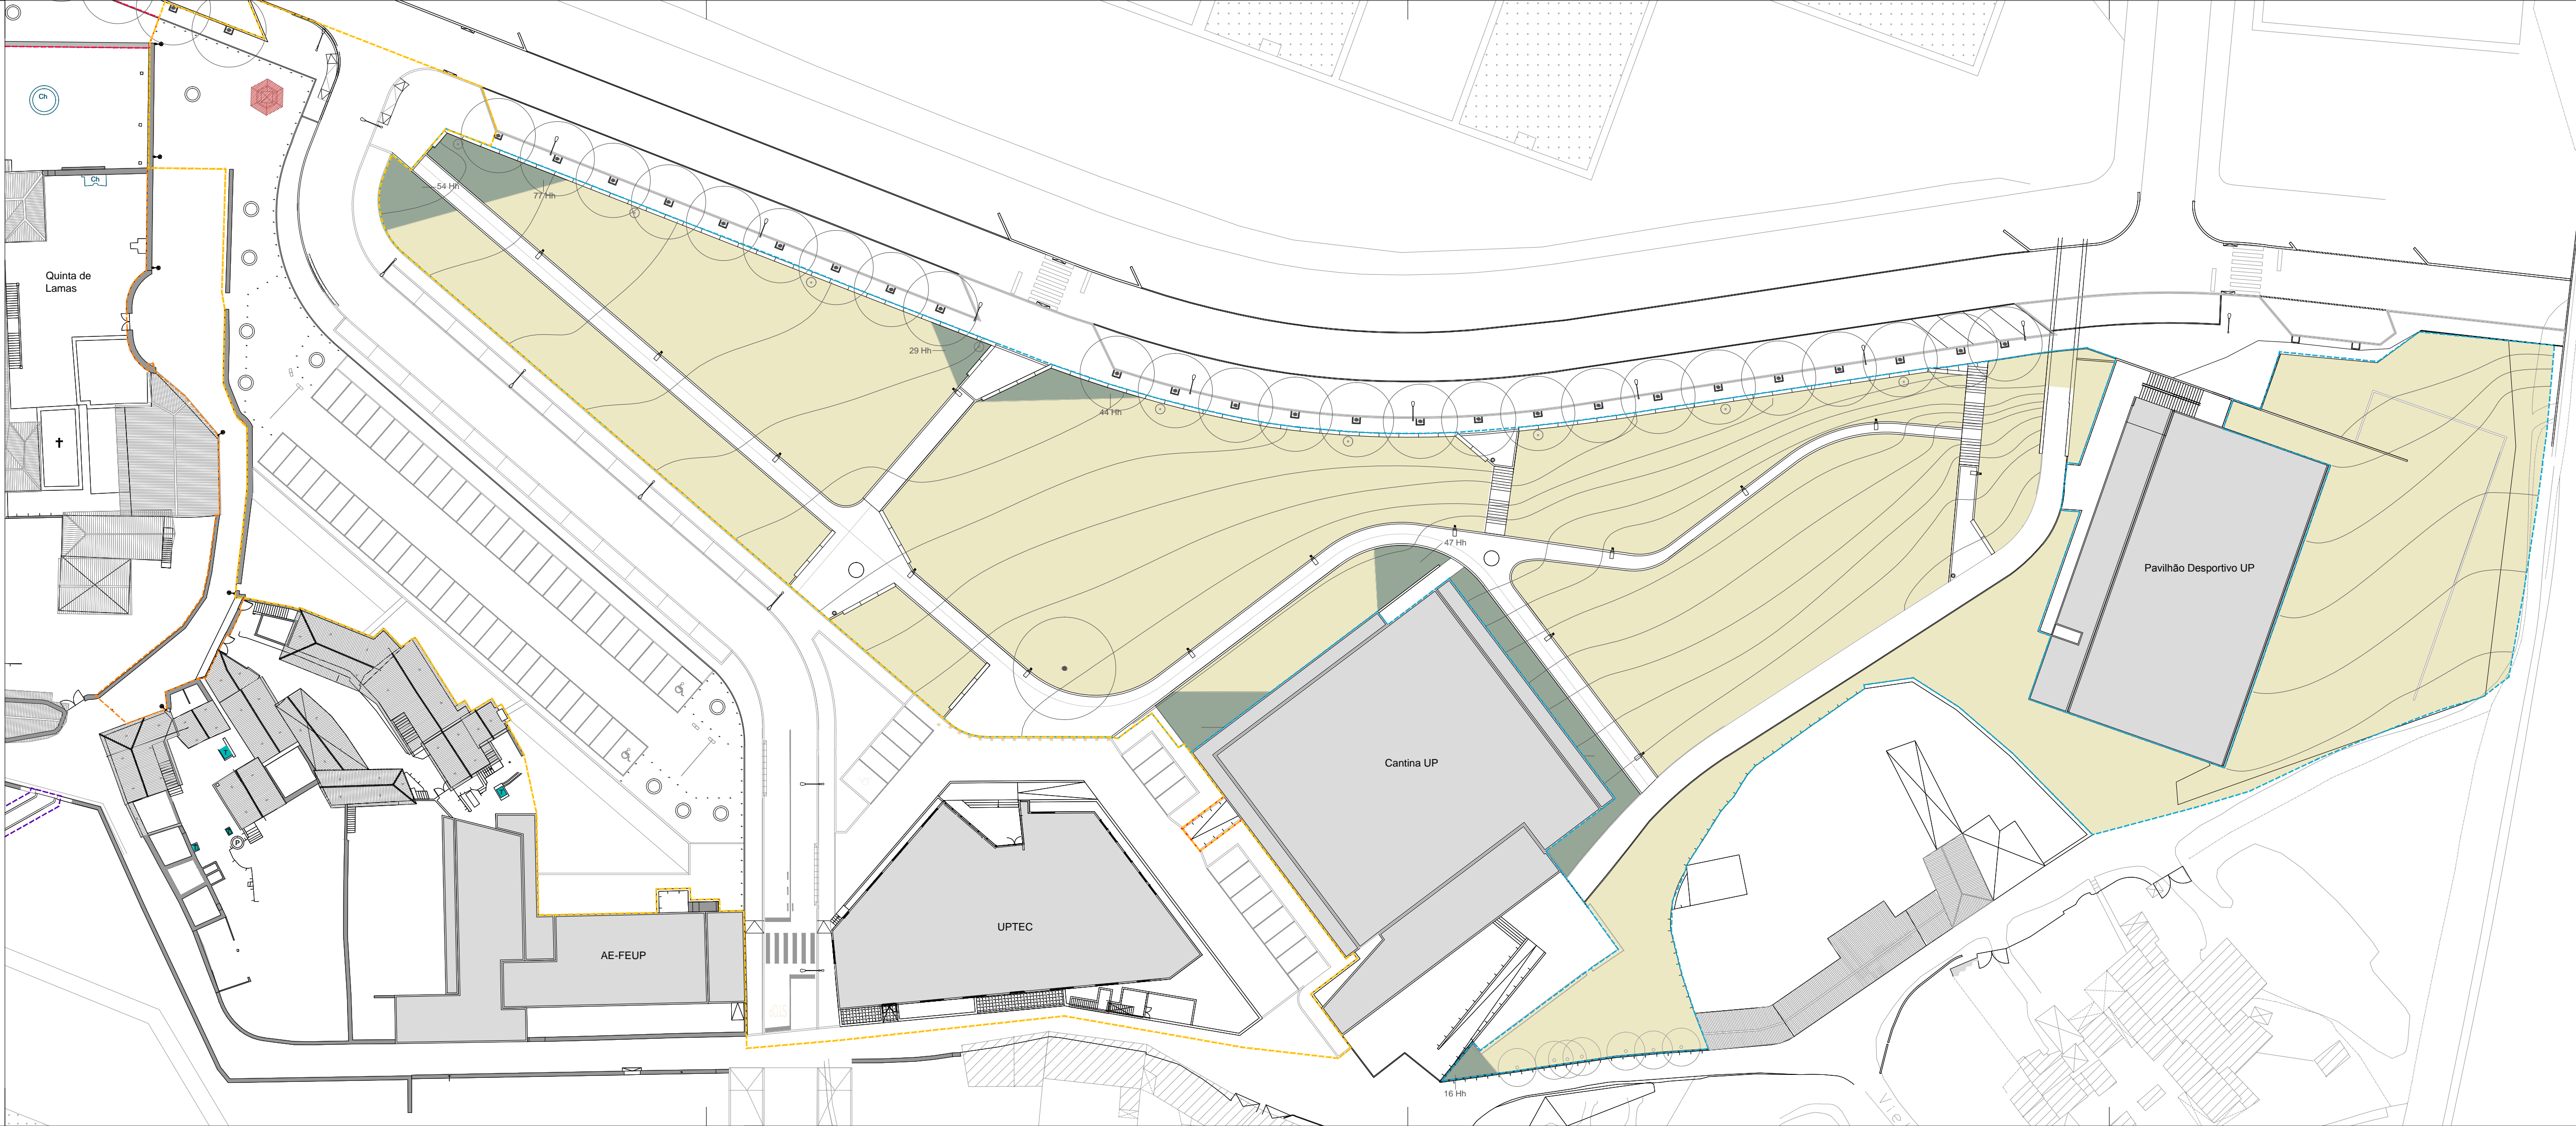 Ch
Ch
54 Hh
77 Hh
Quinta de
Lamas
29 Hh
44 Hh
47 Hh
Pavilhão Desportivo UP
Cantina UP
P
UPTEC
AE-FEUP
STOP
16 Hh